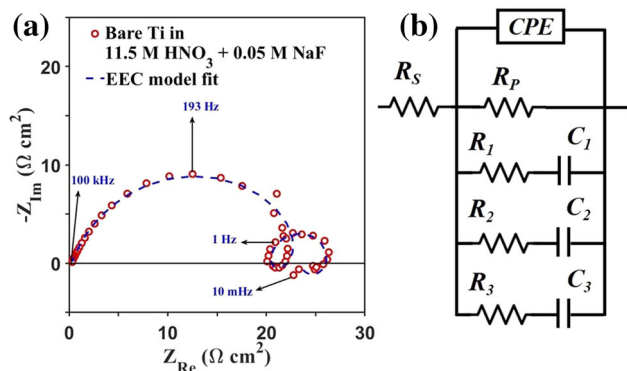 (a)
Bare Ti in
11.5 M HNO3 + 0.05 M NaF
EEC model fit
-ZIm (Ω cm2)
20
10
0
193 Hz
100 kHz
1 Hz
10 mHz
0 10 20 30
ZRe (Ω cm2)
(b)
CPE
RS
RP
R1 C1
R2 C2
R3 C3